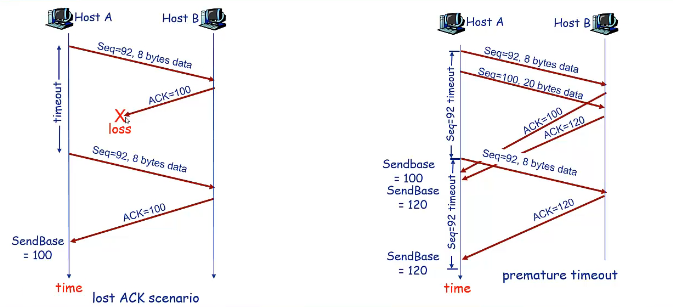 Host A
Host B
Seq=92, 8 bytes data
timeout
ACK=100
X
loss
Seq=92, 8 bytes data
ACK=100
SendBase
= 100
time
lost ACK scenario
Host A
Host B
Seq=92, 8 bytes data
Seq=100, 20 bytes data
Seq=92 timeout
ACK=100
ACK=120
Sendbase
= 100
SendBase
= 120
Seq=92, 8 bytes data
Seq=92 timeout
ACK=120
SendBase
= 120
time
premature timeout